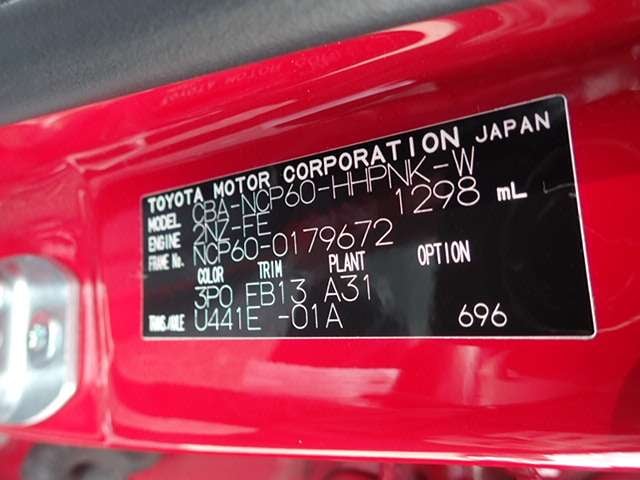 TOYOTA MOTOR CORPORATION JAPAN
MODEL CBA-NCP60-HHPNK-W
ENGINE 2NZ-FE 1298 mL
FRAME No. NCP60-0179672
COLOR TRIM PLANT OPTION
3P0 FB13 A31
TRANS/AXLE U441E -01A 696